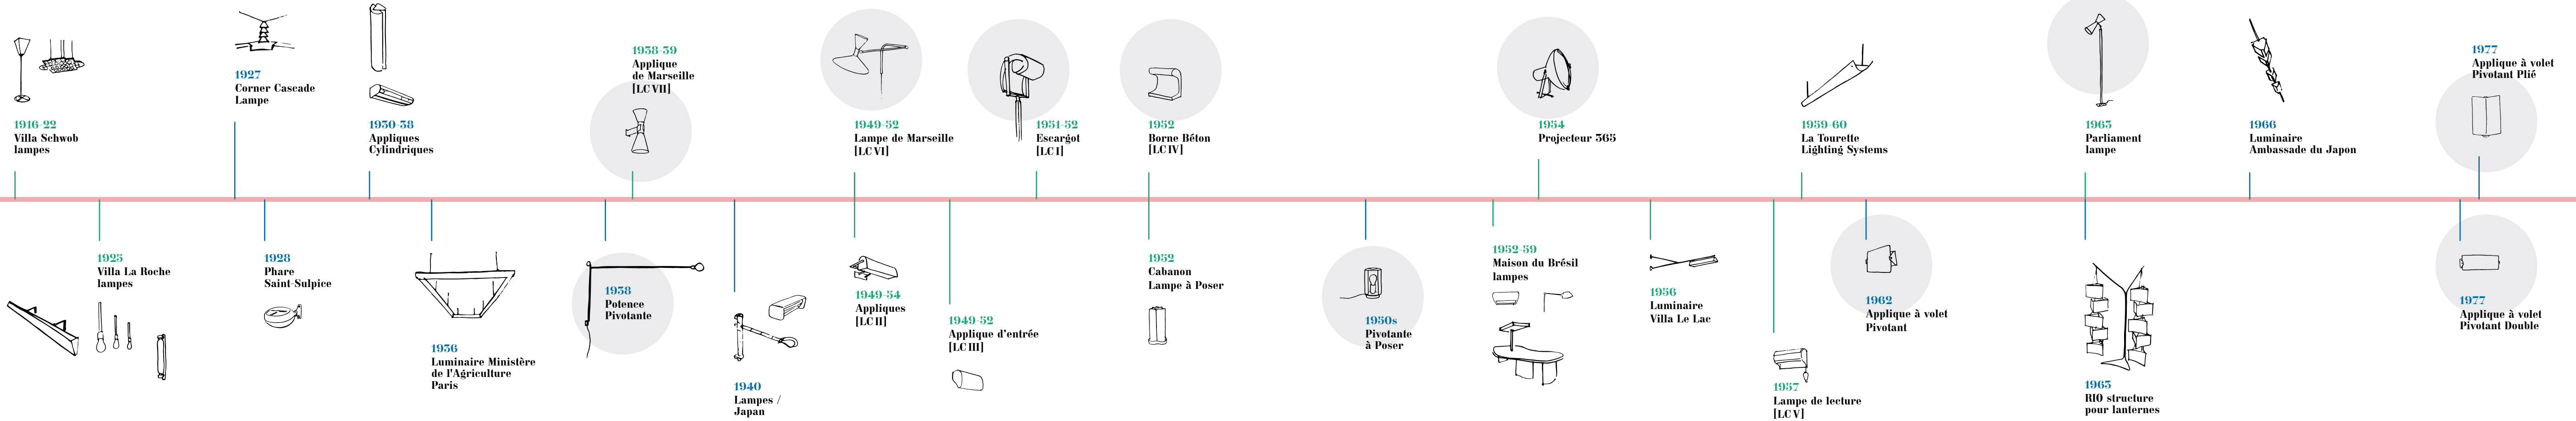 1916-22
Villa Schwob
lampes
1927
Corner Cascade
Lampe
1930-38
Appliques
Cylindriques
1938-39
Applique
de Marseille
[LC VII]
1949-52
Lampe de Marseille
[LC VI]
1951-52
Escargot
[LC I]
1952
Borne Béton
[LC IV]
1954
Projecteur 365
1959-60
La Tourette
Lighting Systems
1963
Parliament
lampe
1966
Luminaire
Ambassade du Japon
1977
Applique à volet
Pivotant Plié
1925
Villa La Roche
lampes
1928
Phare
Saint-Sulpice
1936
Luminaire Ministère
de l'Agriculture
Paris
1938
Potence
Pivotante
1940
Lampes /
Japan
1949-54
Appliques
[LC II]
1949-52
Applique d'entrée
[LC III]
1952
Cabanon
Lampe à Poser
1950s
Pivotante
à Poser
1952-59
Maison du Brésil
lampes
1956
Luminaire
Villa Le Lac
1957
Lampe de lecture
[LC V]
1962
Applique à volet
Pivotant
1963
RIO structure
pour lanternes
1977
Applique à volet
Pivotant Double